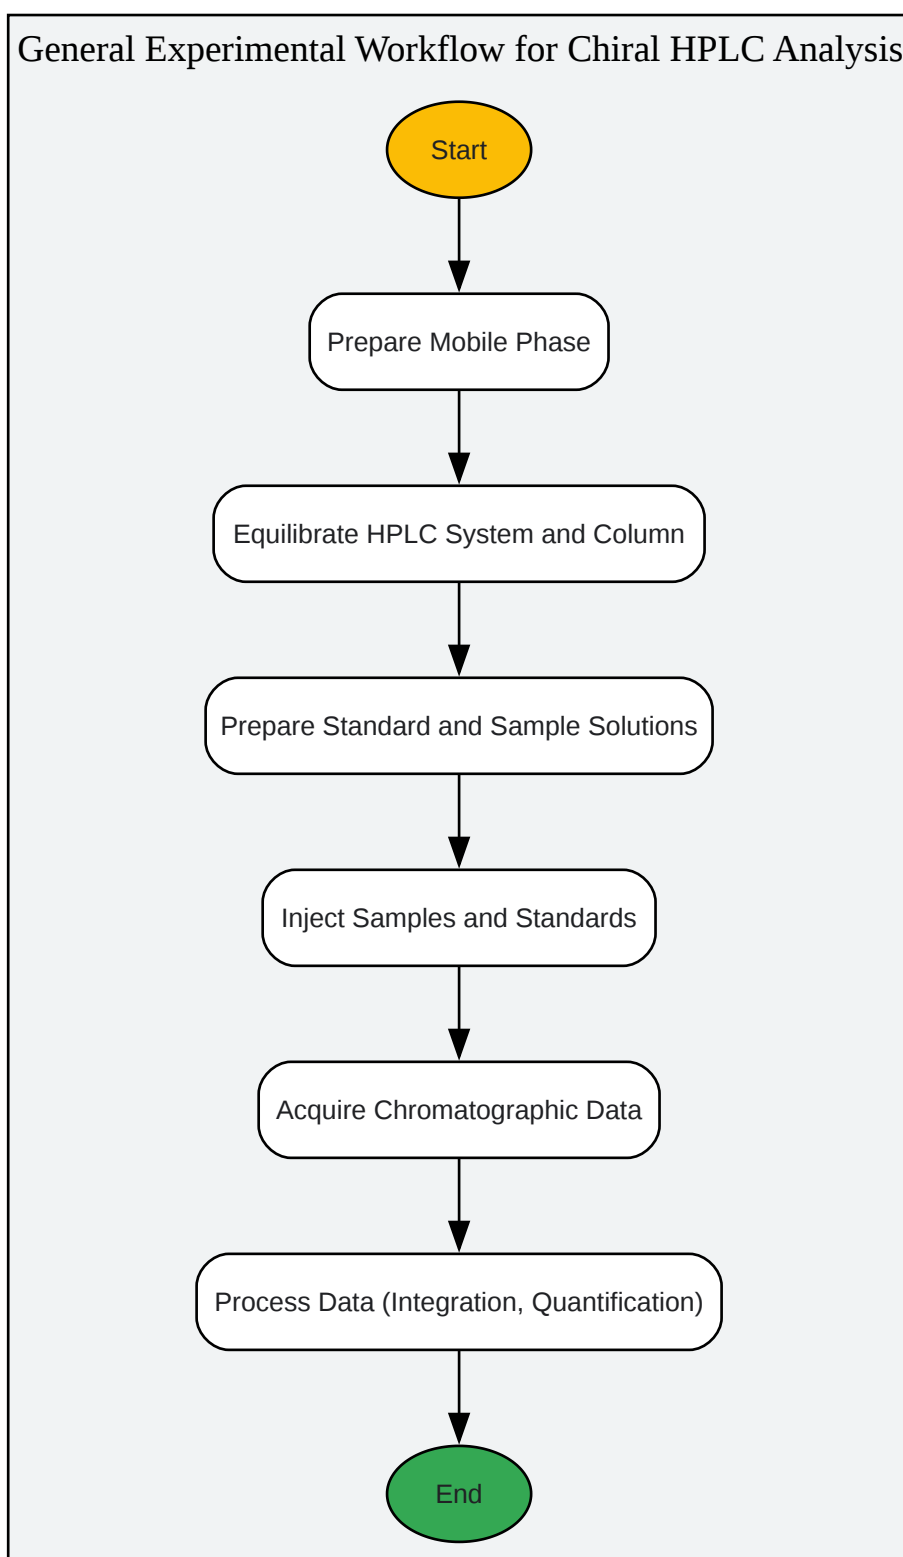 General Experimental Workflow for Chiral HPLC Analysis
Start
Prepare Mobile Phase
Equilibrate HPLC System and Column
Prepare Standard and Sample Solutions
Inject Samples and Standards
Acquire Chromatographic Data
Process Data (Integration, Quantification)
End